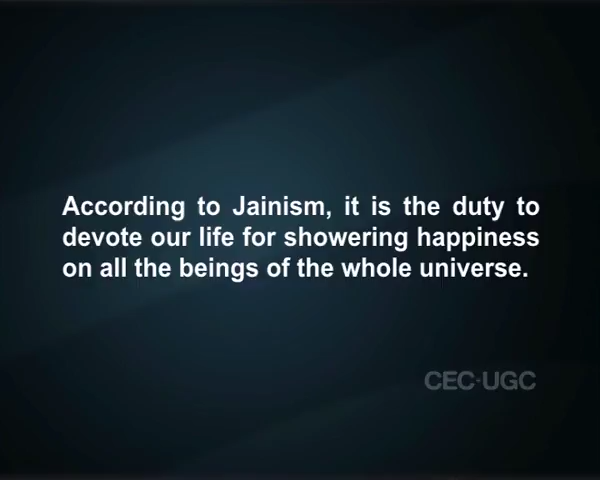 According to Jainism, it is the duty to
devote our life for showering happiness
on all the beings of the whole universe.
CEC-UGC